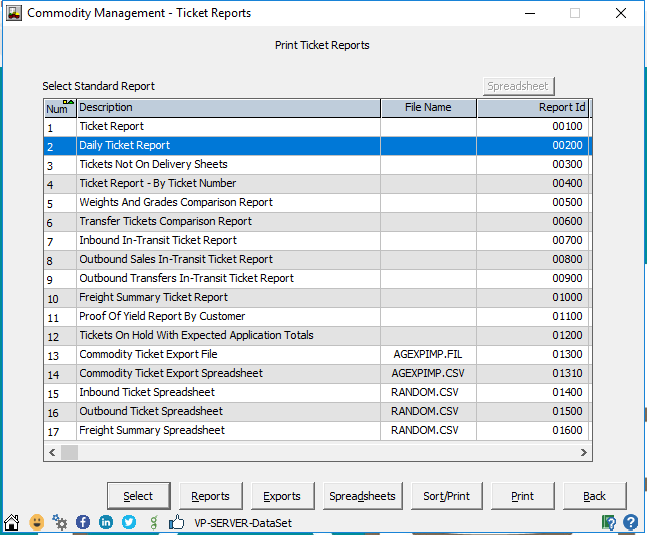 Commodity Management - Ticket Reports
Print Ticket Reports
Select Standard Report Spreadsheet
Num Description File Name Report Id
1 Ticket Report 00100
2 Daily Ticket Report 00200
3 Tickets Not On Delivery Sheets 00300
4 Ticket Report - By Ticket Number 00400
5 Weights And Grades Comparison Report 00500
6 Transfer Tickets Comparison Report 00600
7 Inbound In-Transit Ticket Report 00700
8 Outbound Sales In-Transit Ticket Report 00800
9 Outbound Transfers In-Transit Ticket Report 00900
10 Freight Summary Ticket Report 01000
11 Proof Of Yield Report By Customer 01100
12 Tickets On Hold With Expected Application Totals 01200
13 Commodity Ticket Export File AGEXPIMP.FIL 01300
14 Commodity Ticket Export Spreadsheet AGEXPIMP.CSV 01310
15 Inbound Ticket Spreadsheet RANDOM.CSV 01400
16 Outbound Ticket Spreadsheet RANDOM.CSV 01500
17 Freight Summary Spreadsheet RANDOM.CSV 01600
Select Reports Exports Spreadsheets Sort/Print Print Back
VP-SERVER-DataSet